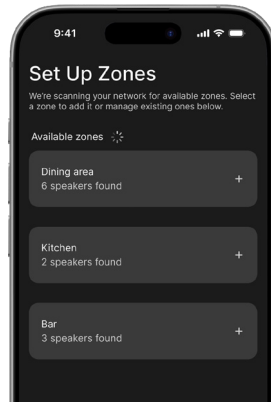 9:41
Set Up Zones
We're scanning your network for available zones. Select
a zone to add it or manage existing ones below.
Available zones
Dining area
6 speakers found
+
Kitchen
2 speakers found
+
Bar
3 speakers found
+